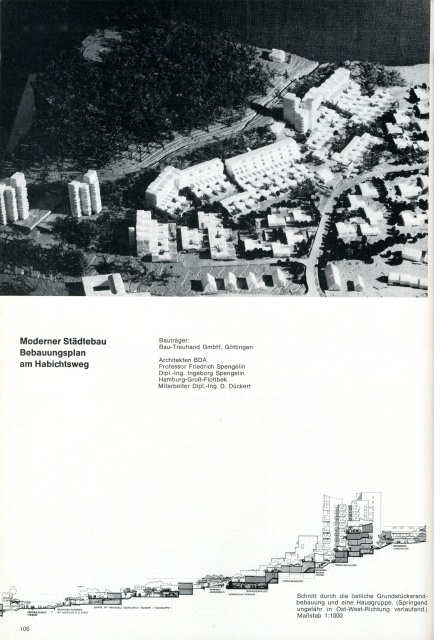 Moderner Städtebau
Bebauungsplan
am Habichtsweg
Bauträger:
Bau-Treuhand GmbH, Göttingen
Architekten BDA
Professor Friedrich Spengelin
Dipl.-Ing. Ingeborg Spengelin
Hamburg-Groß-Flottbek
Mitarbeiter Dipl.-Ing. D. Dückert
Schnitt durch die östliche Grundstücksrand-
bebauung und eine Hausgruppe. (Springend
ungefähr in Ost-West-Richtung verlaufend.)
Maßstab 1:1000
106